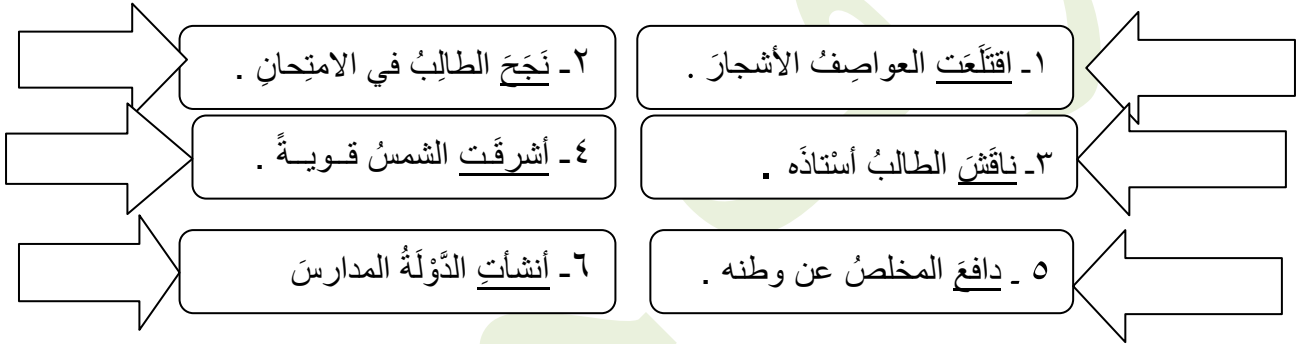 ١ـ اقتَلَعَت العواصِفُ الأشجارَ .
٢ـ نَجَحَ الطالِبُ في الامتِحانِ .
٣ـ ناقَشَ الطالبُ أسْتاذَه .
٤ـ أشرقَت الشمسُ قــويــةً .
٥ ـ دافعَ المخلصُ عن وطنه .
٦ـ أنشأتِ الدَّوْلَةُ المدارسَ